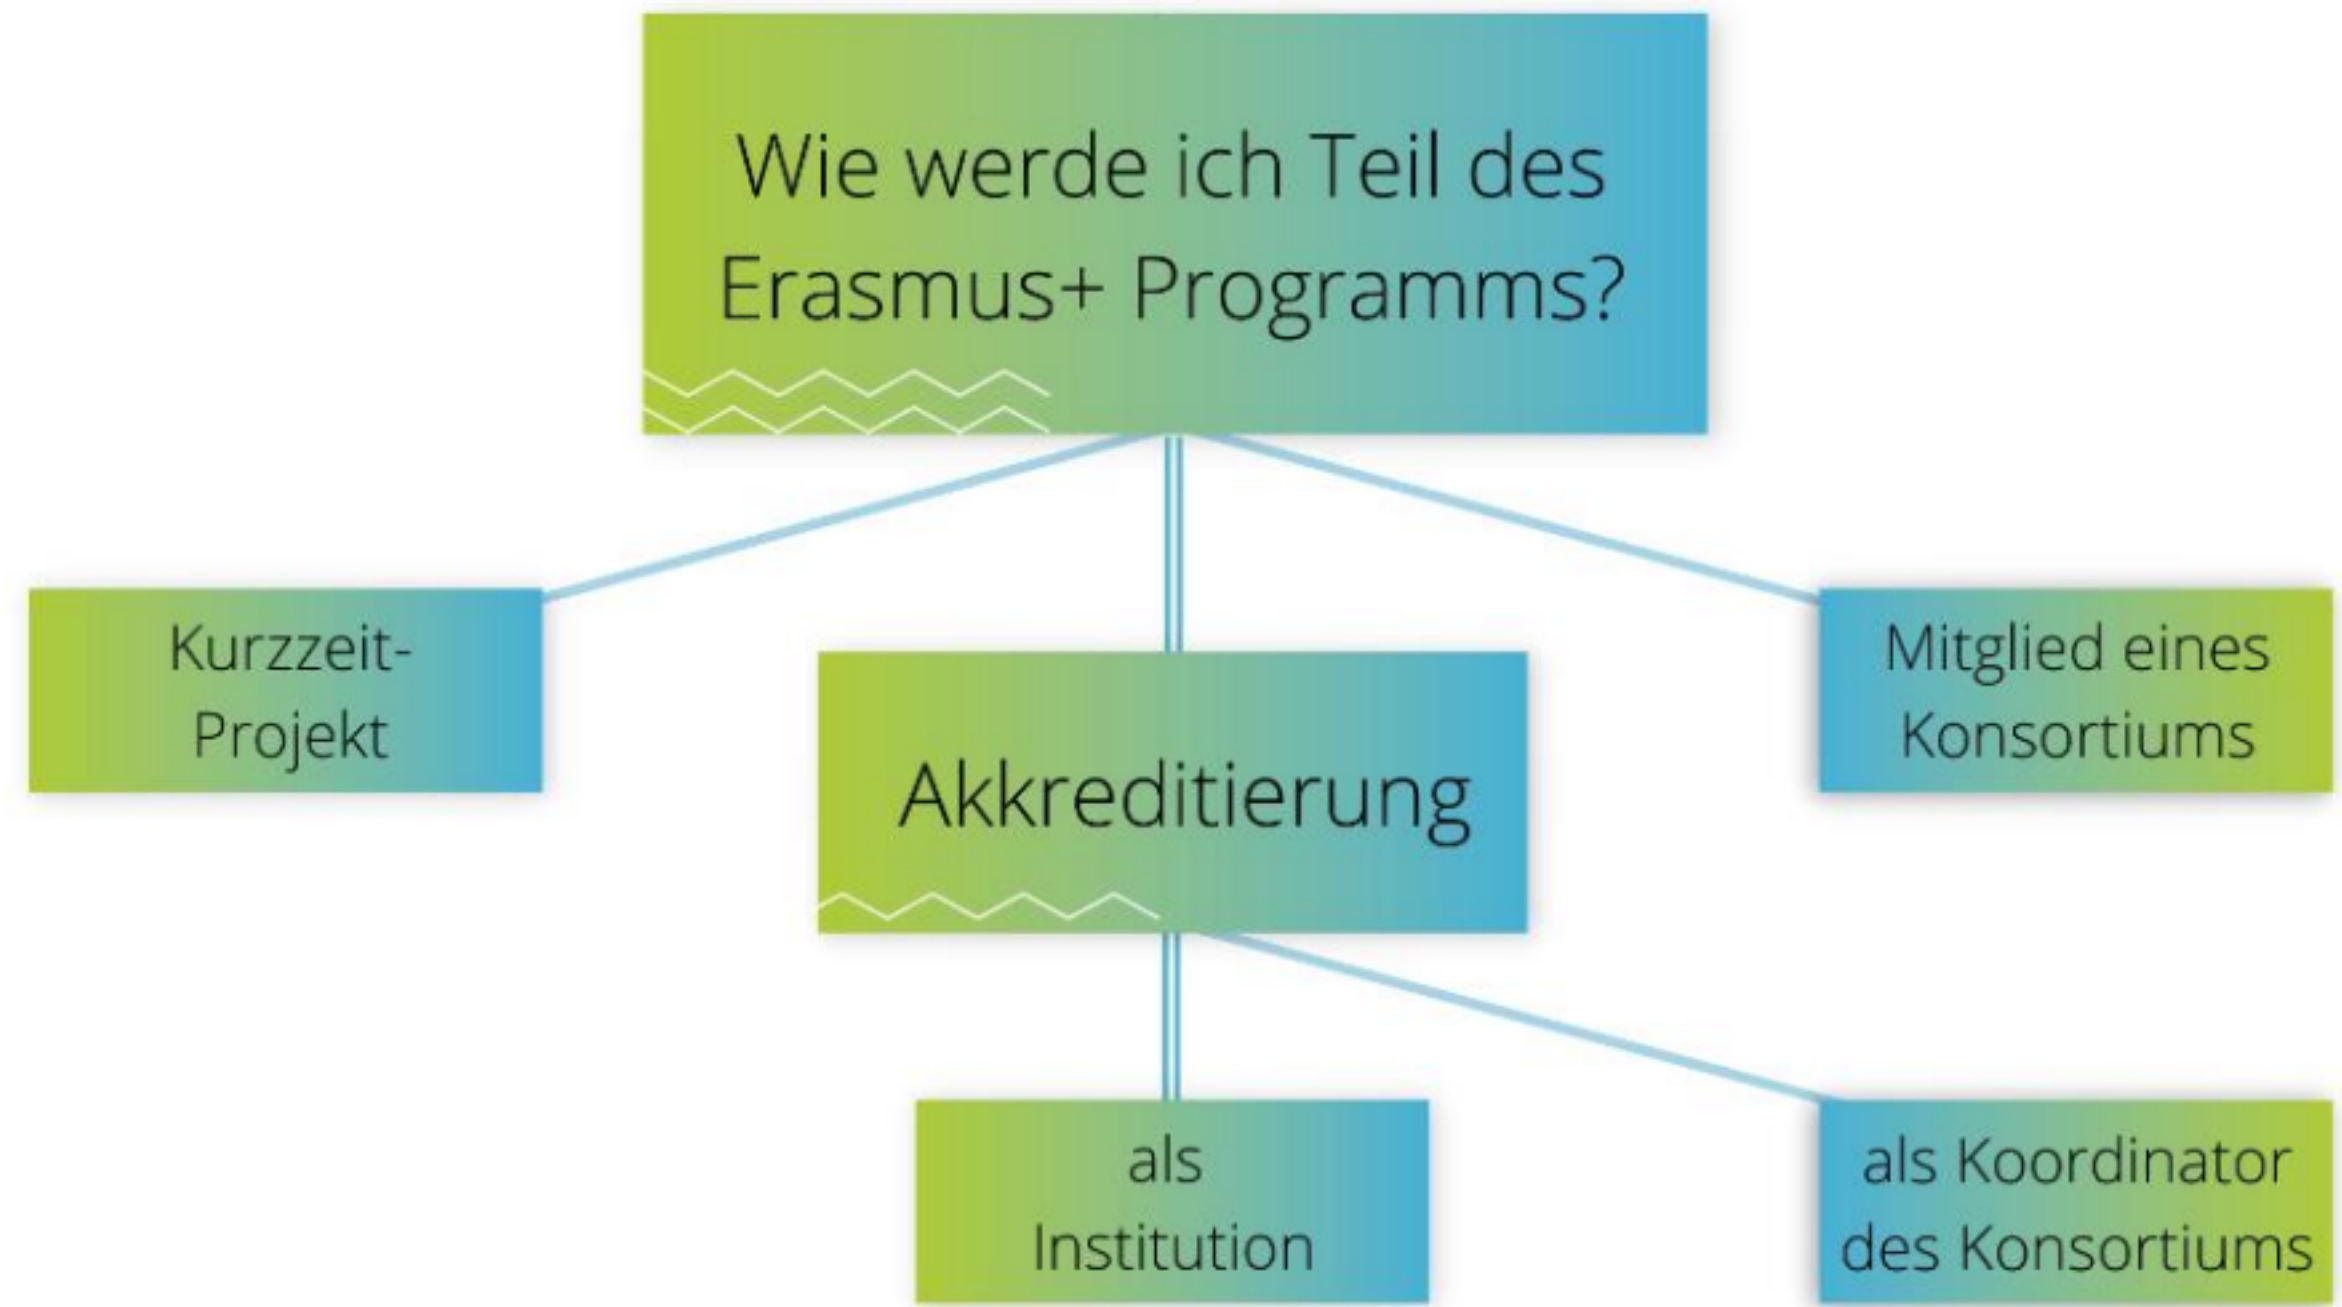 Wie werde ich Teil des
Erasmus+ Programms?
Kurzzeit-
Projekt
Akkreditierung
Mitglied eines
Konsortiums
als
Institution
als Koordinator
des Konsortiums